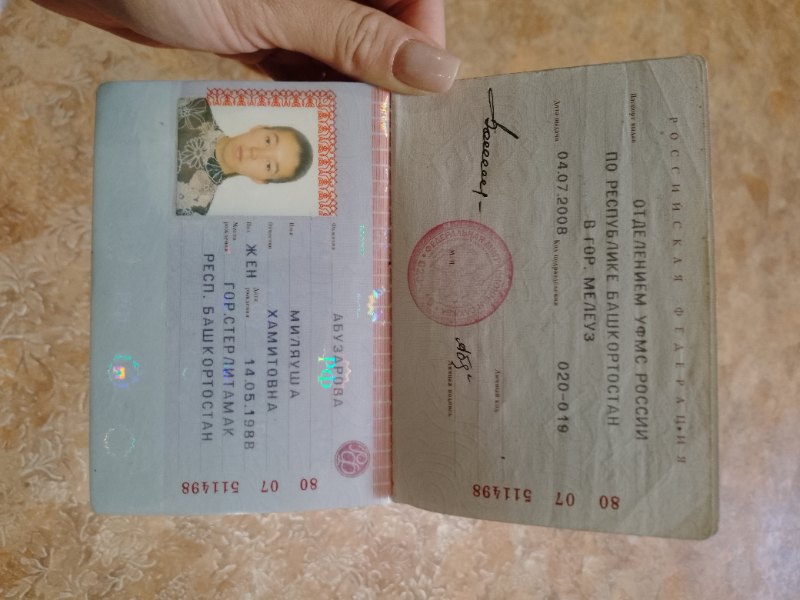 РОССИЙСКАЯ ФЕДЕРАЦИЯ
Паспорт выдан
ОТДЕЛЕНИЕМ УФМС РОССИИ
ПО РЕСПУБЛИКЕ БАШКОРТОСТАН
В ГОР. МЕЛЕУЗ
Дата выдачи 04.07.2008 Код подразделения 020-019
Личный код
Личная подпись
М.П.
80 07 511498
Фамилия
АБУЗАРОВА
РФ
Имя
МИЛЯУША
Отчество
ХАМИТОВНА
Пол ЖЕН Дата рождения 14.05.1988
Место рождения ГОР.СТЕРЛИТАМАК
РЕСП. БАШКОРТОСТАН
80 07 511498